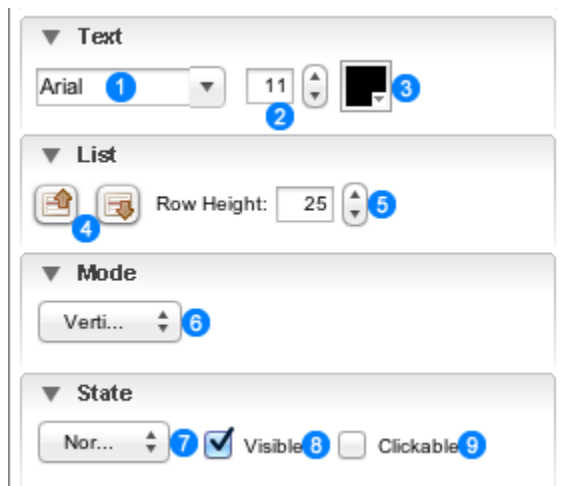 Text
Arial 1 11 3
2
List
Row Height: 25 5
4
Mode
Verti... 6
State
Nor... 7 Visible 8 Clickable 9